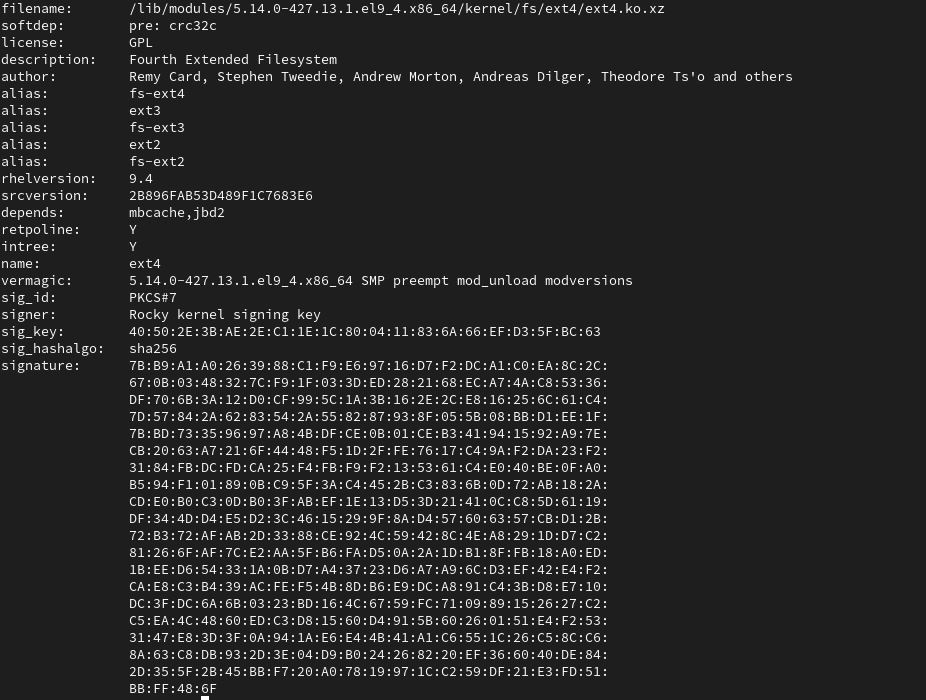 filename:       /lib/modules/5.14.0-427.13.1.el9_4.x86_64/kernel/fs/ext4/ext4.ko.xz
softdep:        pre: crc32c
license:        GPL
description:    Fourth Extended Filesystem
author:         Remy Card, Stephen Tweedie, Andrew Morton, Andreas Dilger, Theodore Ts'o and others
alias:          fs-ext4
alias:          ext3
alias:          fs-ext3
alias:          ext2
alias:          fs-ext2
rhelversion:    9.4
srcversion:     2B896FAB53D489F1C7683E6
depends:        mbcache,jbd2
retpoline:      Y
intree:         Y
name:           ext4
vermagic:       5.14.0-427.13.1.el9_4.x86_64 SMP preempt mod_unload modversions
sig_id:         PKCS#7
signer:         Rocky kernel signing key
sig_key:        40:50:2E:3B:AE:2E:C1:1E:1C:80:04:11:83:6A:66:EF:D3:5F:BC:63
sig_hashalgo:   sha256
signature:      7B:B9:A1:A0:26:39:88:C1:F9:E6:97:16:D7:F2:DC:A1:C0:EA:8C:2C:
                67:0B:03:48:32:7C:F9:1F:03:3D:ED:28:21:68:EC:A7:4A:C8:53:36:
                DF:70:6B:3A:12:D0:CF:99:5C:1A:3B:16:2E:2C:E8:16:25:6C:61:C4:
                7D:57:84:2A:62:83:54:2A:55:82:87:93:8F:05:5B:08:BB:D1:EE:1F:
                7B:BD:73:35:96:97:A8:4B:DF:CE:0B:01:CE:B3:41:94:15:92:A9:7E:
                CB:20:63:A7:21:6F:44:48:F5:1D:2F:FE:76:17:C4:9A:F2:DA:23:F2:
                31:84:FB:DC:FD:CA:25:F4:FB:F9:F2:13:53:61:C4:E0:40:BE:0F:A0:
                B5:94:F1:01:89:0B:C9:5F:3A:C4:45:2B:C3:83:6B:0D:72:AB:18:2A:
                CD:E0:B0:C3:0D:B0:3F:AB:EF:1E:13:D5:3D:21:41:0C:C8:5D:61:19:
                DF:34:4D:D4:E5:D2:3C:46:15:29:9F:8A:D4:57:60:63:57:CB:D1:2B:
                72:B3:72:AF:AB:2D:33:88:CE:92:4C:59:42:8C:4E:A8:29:1D:D7:C2:
                81:26:6F:AF:7C:E2:AA:5F:B6:FA:D5:0A:2A:1D:B1:8F:FB:18:A0:ED:
                1B:EE:D6:54:33:1A:0B:D7:A4:37:23:D6:A7:A9:6C:D3:EF:42:E4:F2:
                CA:E8:C3:B4:39:AC:FE:F5:4B:8D:B6:E9:DC:A8:91:C4:3B:D8:E7:10:
                DC:3F:DC:6A:6B:03:23:BD:16:4C:67:59:FC:71:09:89:15:26:27:C2:
                C5:EA:4C:48:60:ED:C3:D8:15:60:D4:91:5B:60:26:01:51:E4:F2:53:
                31:47:E8:3D:3F:0A:94:1A:E6:E4:4B:41:A1:C6:55:1C:26:C5:8C:C6:
                8A:63:C8:DB:93:2D:3E:04:D9:B0:24:26:82:20:EF:36:60:40:DE:84:
                2D:35:5F:2B:45:BB:F7:20:A0:78:19:97:1C:C2:59:DF:21:E3:FD:51:
                BB:FF:48:6F